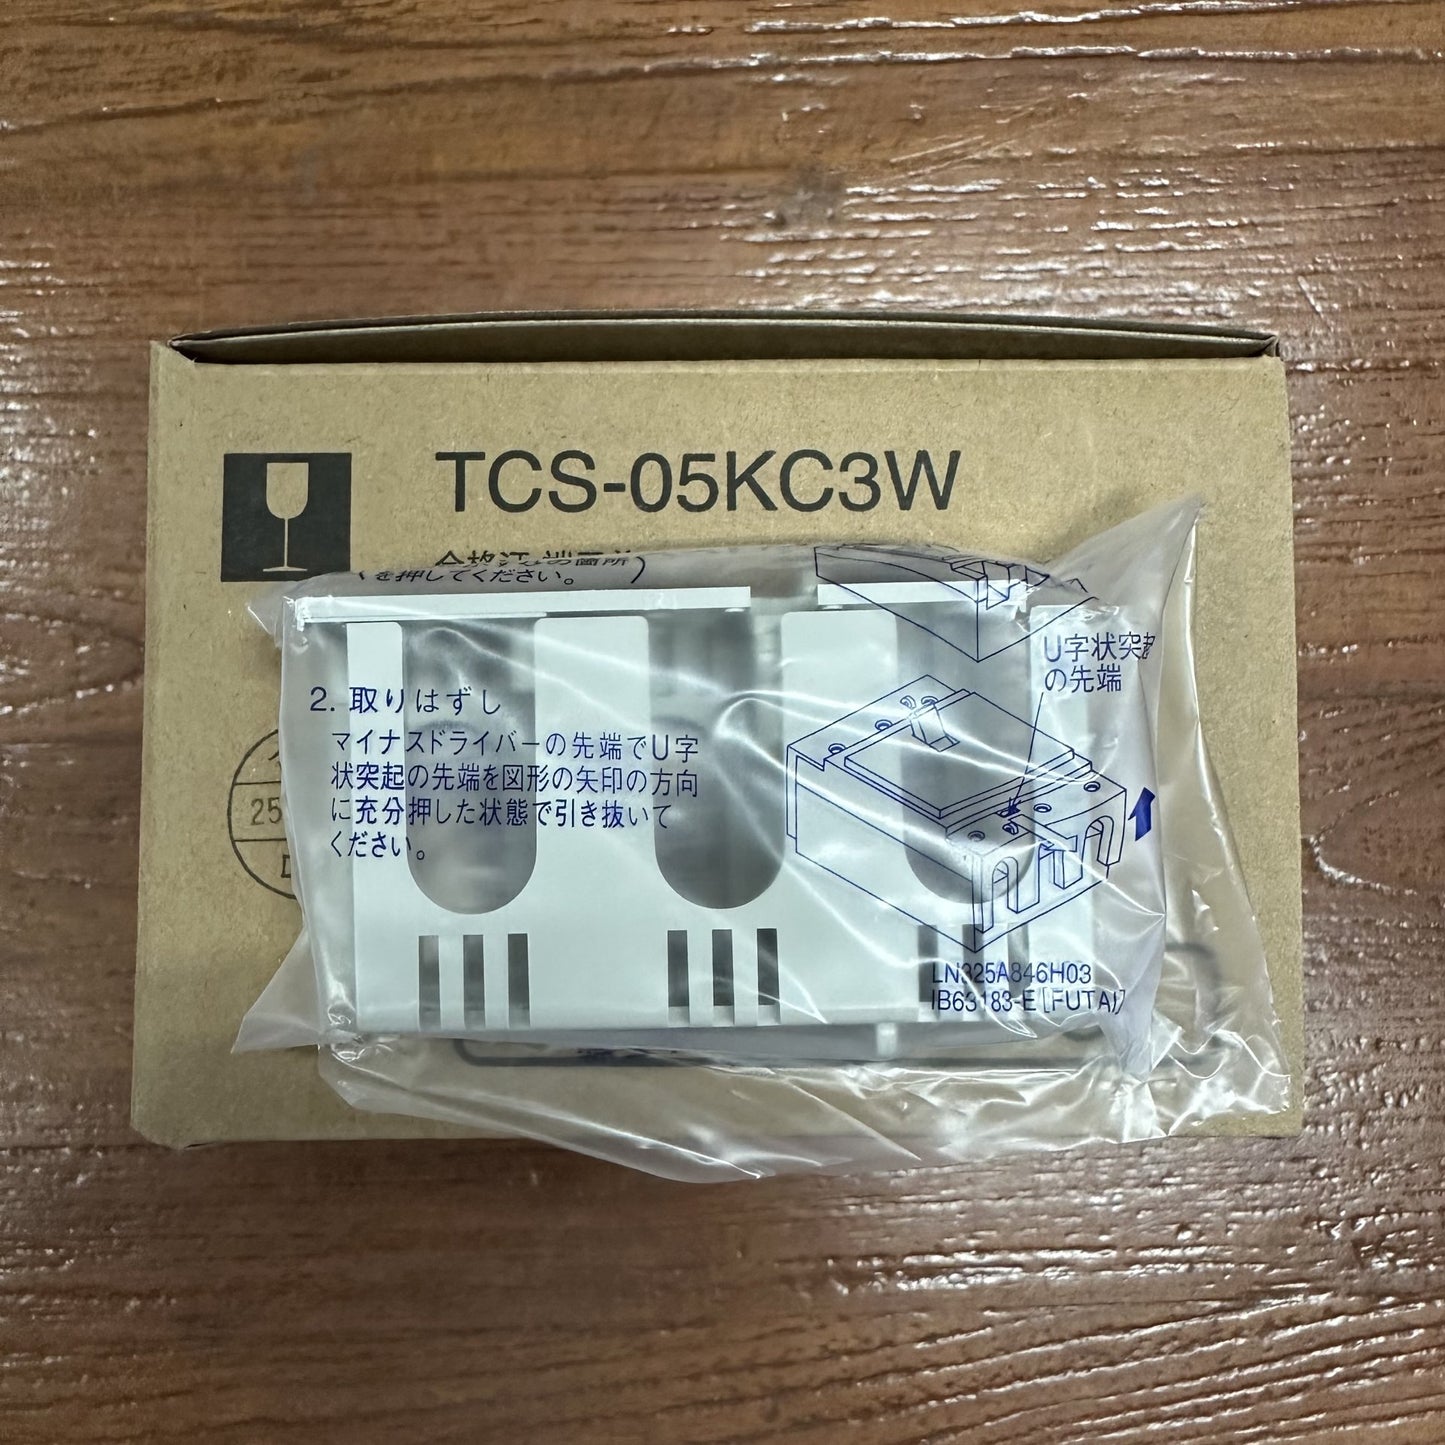 TCS-05KC3W
を押してください。)
U字状突起
の先端
2. 取りはずし
マイナスドライバーの先端でU字
状突起の先端を図形の矢印の方向
に充分押した状態で引き抜いて
ください。
25
LN325A846H03
IB63183-E[FUTAI]